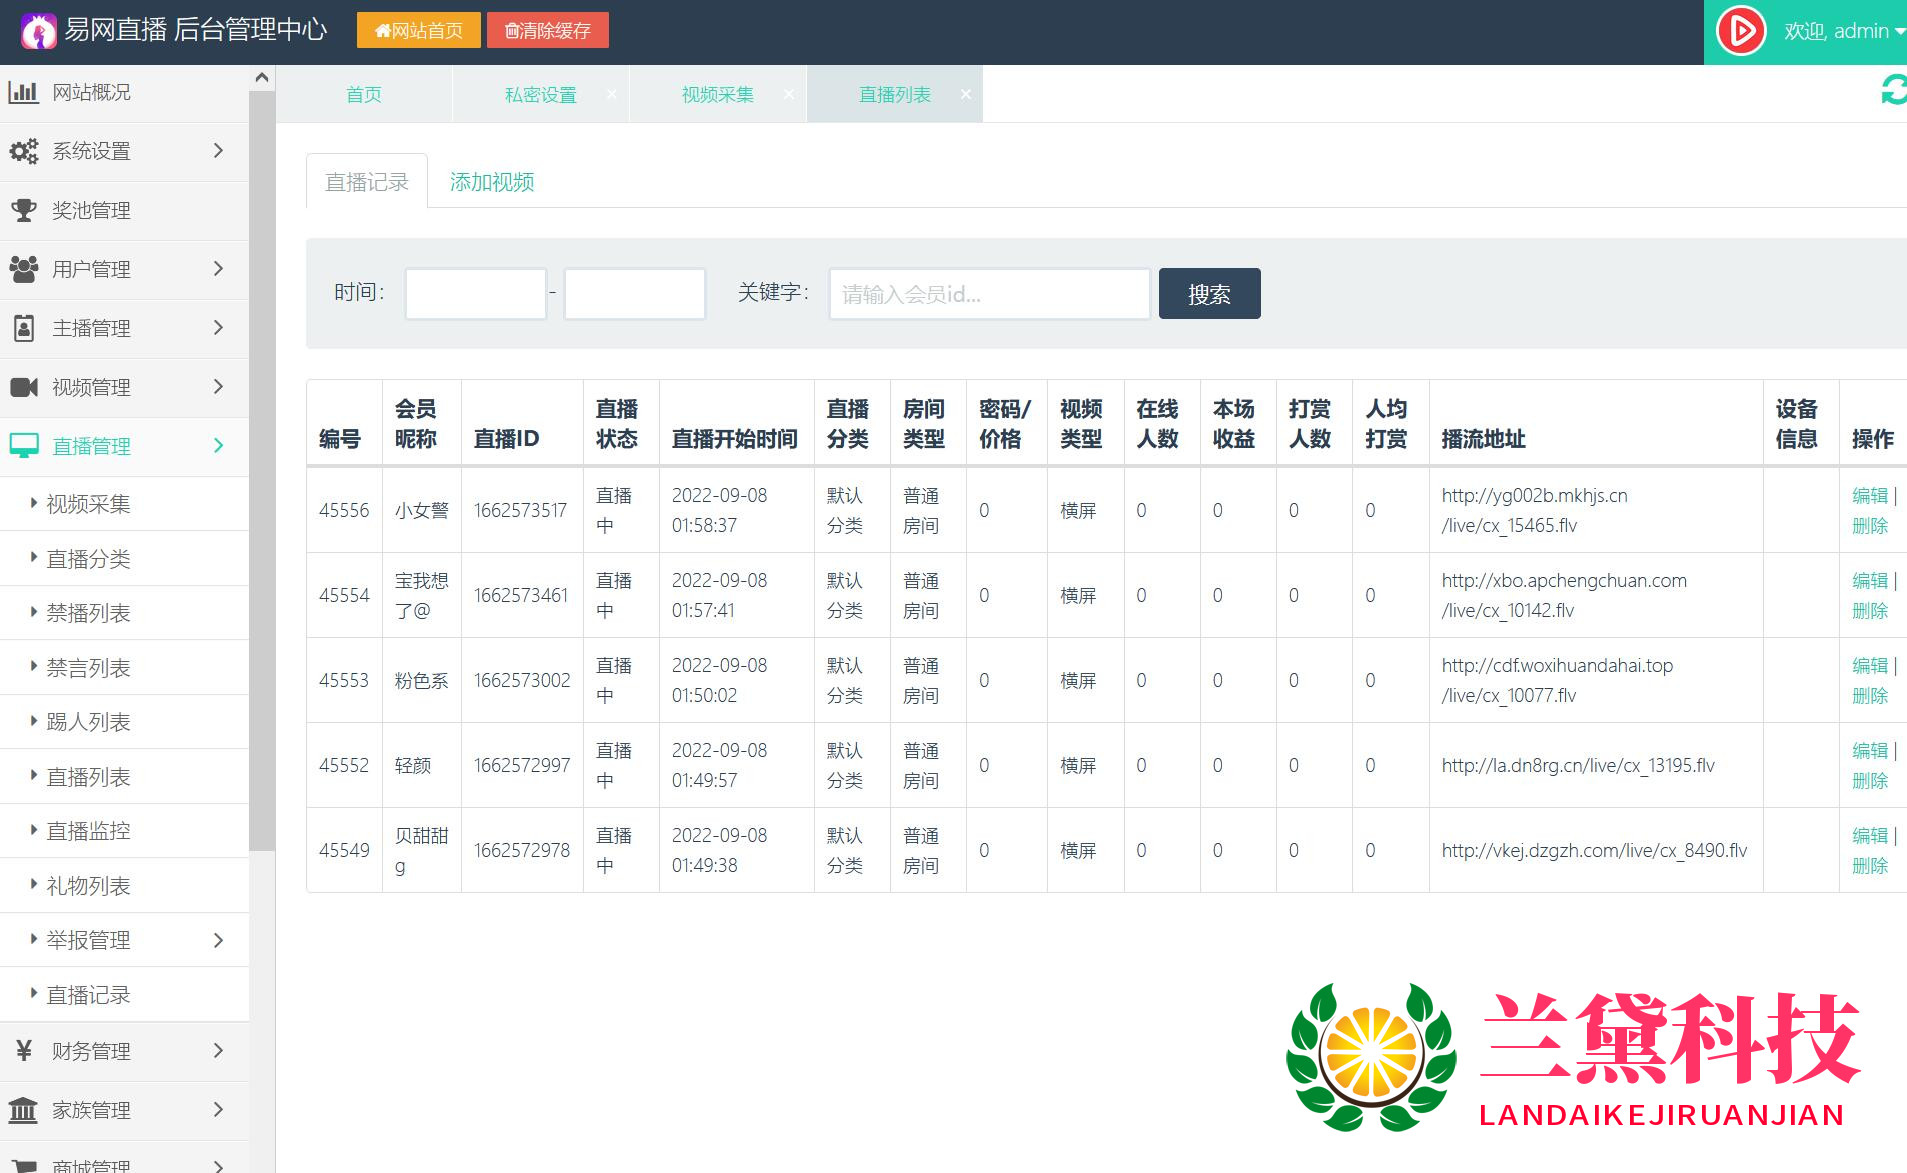 易网直播 后台管理中心
网站首页
清除缓存
欢迎, admin
网站概况
系统设置
奖池管理
用户管理
主播管理
视频管理
直播管理
视频采集
直播分类
禁播列表
禁言列表
踢人列表
直播列表
直播监控
礼物列表
举报管理
直播记录
财务管理
家族管理
商城管理
首页
私密设置 ×
视频采集 ×
直播列表 ×
直播记录
添加视频
时间: - 关键字: 请输入会员id... 搜索
编号 会员昵称 直播ID 直播状态 直播开始时间 直播分类 房间类型 密码/价格 视频类型 在线人数 本场收益 打赏人数 人均打赏 播流地址 设备信息 操作
45556 小女警 1662573517 直播中 2022-09-08 01:58:37 默认分类 普通房间 0 横屏 0 0 0 0 http://yg002b.mkhjs.cn/live/cx_15465.flv 编辑 | 删除
45554 宝我想了@ 1662573461 直播中 2022-09-08 01:57:41 默认分类 普通房间 0 横屏 0 0 0 0 http://xbo.apchengchuan.com/live/cx_10142.flv 编辑 | 删除
45553 粉色系 1662573002 直播中 2022-09-08 01:50:02 默认分类 普通房间 0 横屏 0 0 0 0 http://cdf.woxihuandahai.top/live/cx_10077.flv 编辑 | 删除
45552 轻颜 1662572997 直播中 2022-09-08 01:49:57 默认分类 普通房间 0 横屏 0 0 0 0 http://la.dn8rg.cn/live/cx_13195.flv 编辑 | 删除
45549 贝甜甜g 1662572978 直播中 2022-09-08 01:49:38 默认分类 普通房间 0 横屏 0 0 0 0 http://vkej.dzgzh.com/live/cx_8490.flv 编辑 | 删除
兰黛科技
LANDAIKEJIRUANJIAN